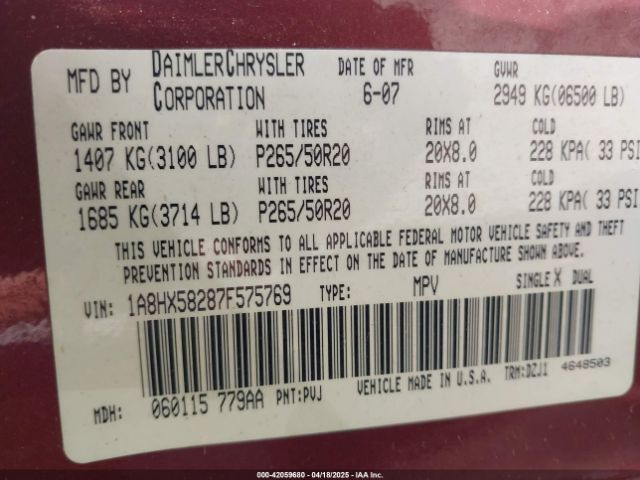 MFD BY DAIMLERCHRYSLER CORPORATION DATE OF MFR 6-07 GVWR 2949 KG(06500 LB)
GAWR FRONT WITH TIRES RIMS AT COLD
1407 KG(3100 LB) P265/50R20 20X8.0 228 KPA( 33 PSI
GAWR REAR WITH TIRES RIMS AT COLD
1685 KG(3714 LB) P265/50R20 20X8.0 228 KPA( 33 PSI
THIS VEHICLE CONFORMS TO ALL APPLICABLE FEDERAL MOTOR VEHICLE SAFETY AND THEFT
PREVENTION STANDARDS IN EFFECT ON THE DATE OF MANUFACTURE SHOWN ABOVE.
VIN: 1A8HX58287F575769 TYPE: MPV SINGLE X DUAL
MDH: 060115 779AA PNT:PVJ VEHICLE MADE IN U.S.A. TRM:DZJ1 4648503
000-42059680 - 04/18/2025 - IAAI.com